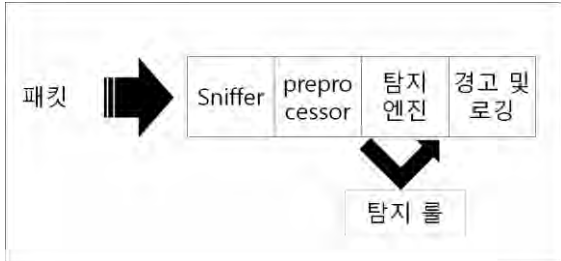 패킷
Sniffer
prepro
cessor
탐지
엔진
경고 및
로깅
탐지 룰